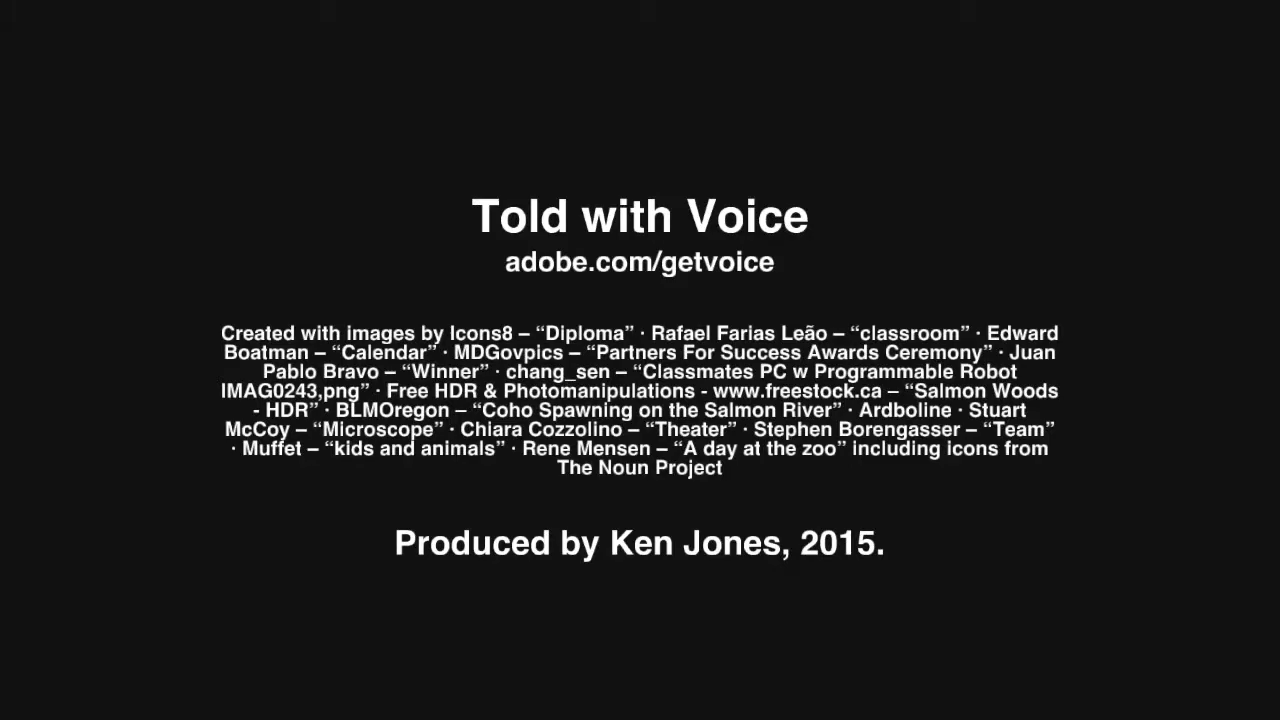 Told with Voice
adobe.com/getvoice
Created with images by Icons8 – “Diploma” · Rafael Farias Leão – “classroom” · Edward
Boatman – “Calendar” · MDGovpics – “Partners For Success Awards Ceremony” · Juan
Pablo Bravo – “Winner” · chang_sen – “Classmates PC w Programmable Robot
IMAG0243,png” · Free HDR & Photomanipulations - www.freestock.ca – “Salmon Woods
- HDR” · BLMOregon – “Coho Spawning on the Salmon River” · Ardboline · Stuart
McCoy – “Microscope” · Chiara Cozzolino – “Theater” · Stephen Borengasser – “Team”
· Muffet – “kids and animals” · Rene Mensen – “A day at the zoo” including icons from
The Noun Project
Produced by Ken Jones, 2015.